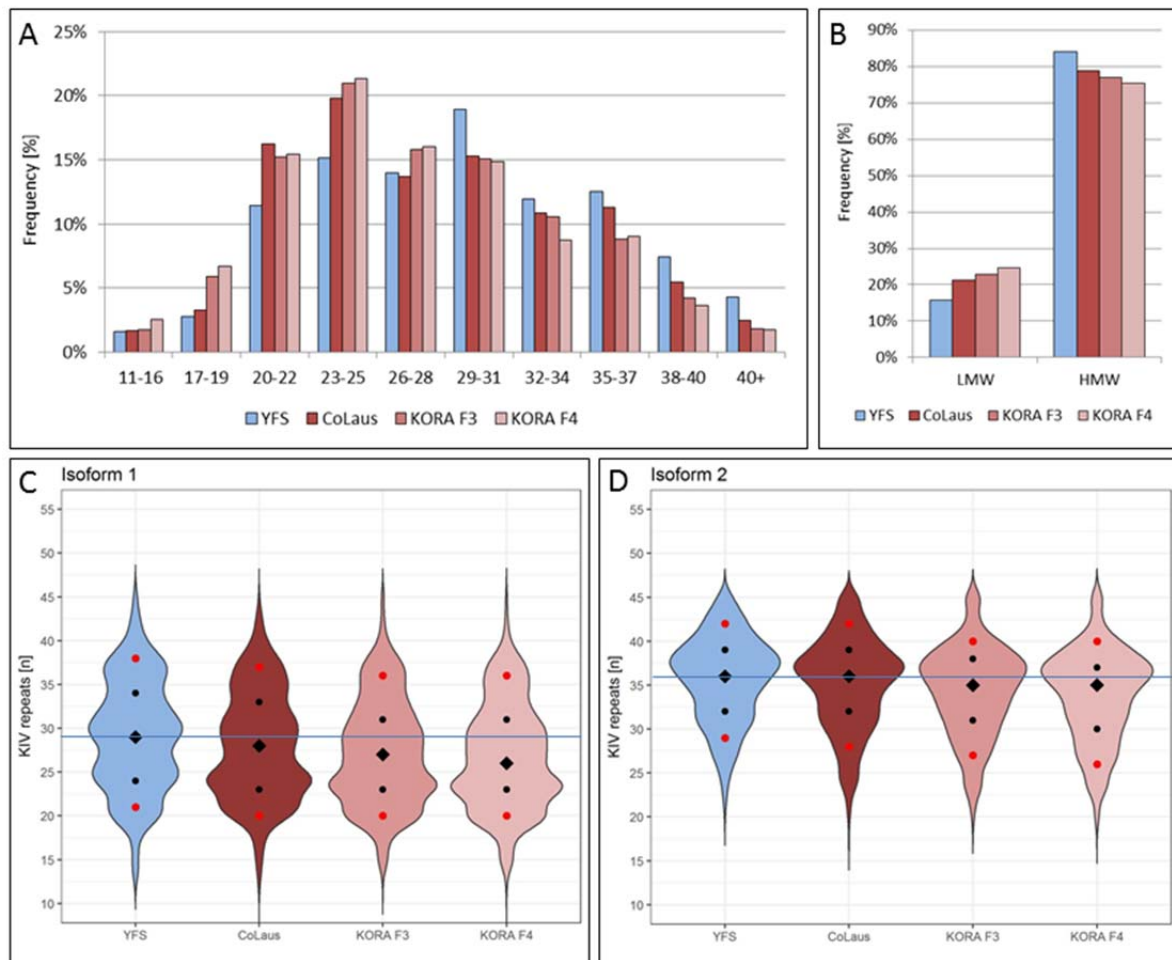 A
Frequency [%]
25%
20%
15%
10%
5%
0%
11-16 17-19 20-22 23-25 26-28 29-31 32-34 35-37 38-40 40+
YFS CoLaus KORA F3 KORA F4
B
Frequency [%]
90%
80%
70%
60%
50%
40%
30%
20%
10%
0%
LMW HMW
YFS CoLaus KORA F3 KORA F4
C Isoform 1
KIV repeats [n]
55
50
45
40
35
30
25
20
15
10
YFS CoLaus KORA F3 KORA F4
D Isoform 2
KIV repeats [n]
55
50
45
40
35
30
25
20
15
10
YFS CoLaus KORA F3 KORA F4